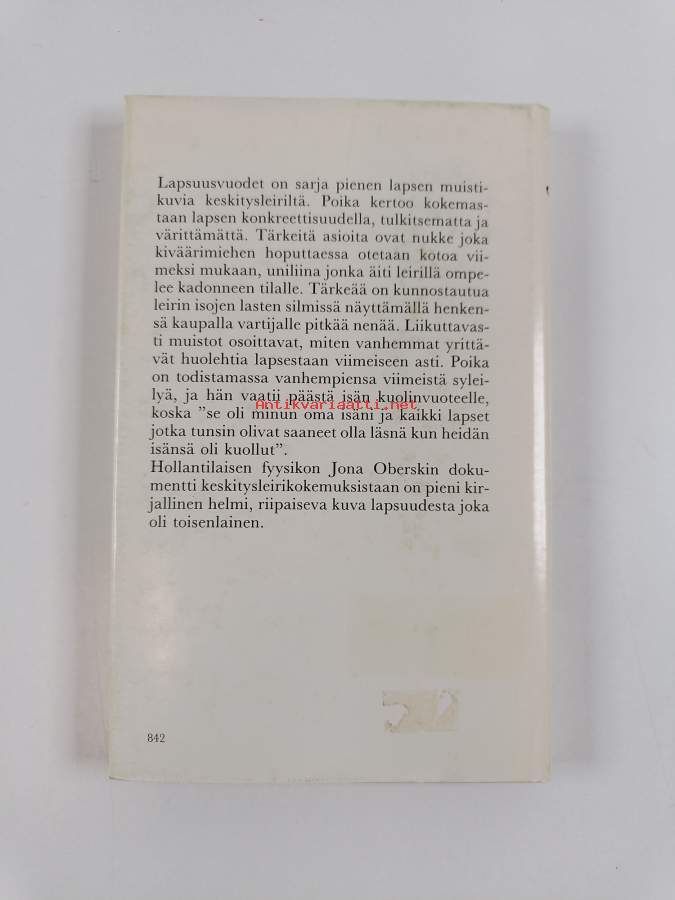 Lapsuusvuodet on sarja pienen lapsen muisti-
kuvia keskitysleiriltä. Poika kertoo kokemas-
taan lapsen konkreettisuudella, tulkitsematta ja
värittämättä. Tärkeitä asioita ovat nukke joka
kiväärimiehen hoputtaessa otetaan kotoa vii-
meksi mukaan, uniliina jonka äiti leirillä ompe-
lee kadonneen tilalle. Tärkeää on kunnostautua
leirin isojen lasten silmissä näyttämällä henken-
sä kaupalla vartijalle pitkää nenää. Liikuttavas-
ti muistot osoittavat, miten vanhemmat yrittä-
vät huolehtia lapsestaan viimeiseen asti. Poika
on todistamassa vanhempiensa viimeistä sylei-
lyä, ja hän vaatii päästä isän kuolinvuoteelle,
Antikvariaatti.net
koska ”se oli minun oma isäni ja kaikki lapset
jotka tunsin olivat saaneet olla läsnä kun heidän
isänsä oli kuollut”.
Hollantilaisen fyysikon Jona Oberskin doku-
mentti keskitysleirikokemuksistaan on pieni kir-
jallinen helmi, riipaiseva kuva lapsuudesta joka
oli toisenlainen.
842